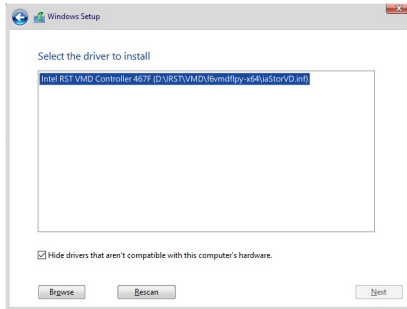 Windows Setup
Select the driver to install
Intel RST VMD Controller 467F (D:\IRST\VMD\f6vmdflpy-x64\iaStorVD.inf)
Hide drivers that aren't compatible with this computer's hardware.
Browse
Rescan
Next